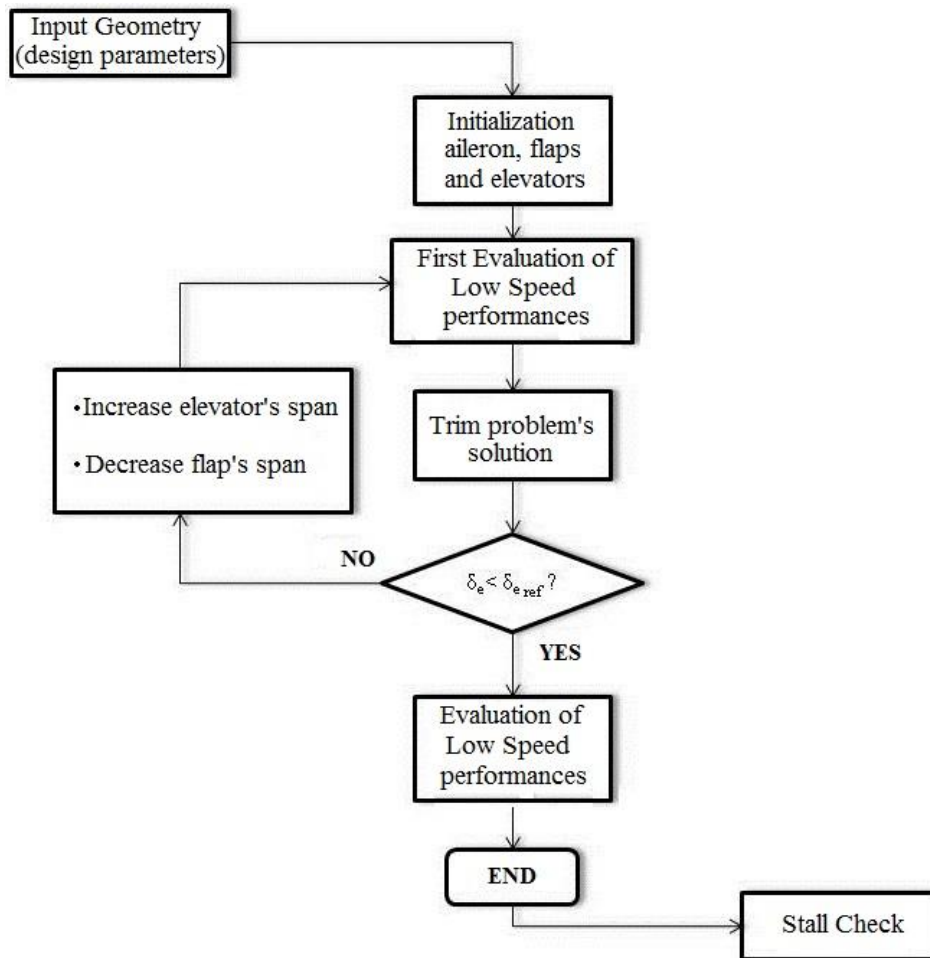 Input Geometry
(design parameters)
Initialization
aileron, flaps
and elevators
First Evaluation of
Low Speed
performances
•Increase elevator's span
•Decrease flap's span
Trim problem's
solution
NO
δe< δe ref ?
YES
Evaluation of
Low Speed
performances
END
Stall Check